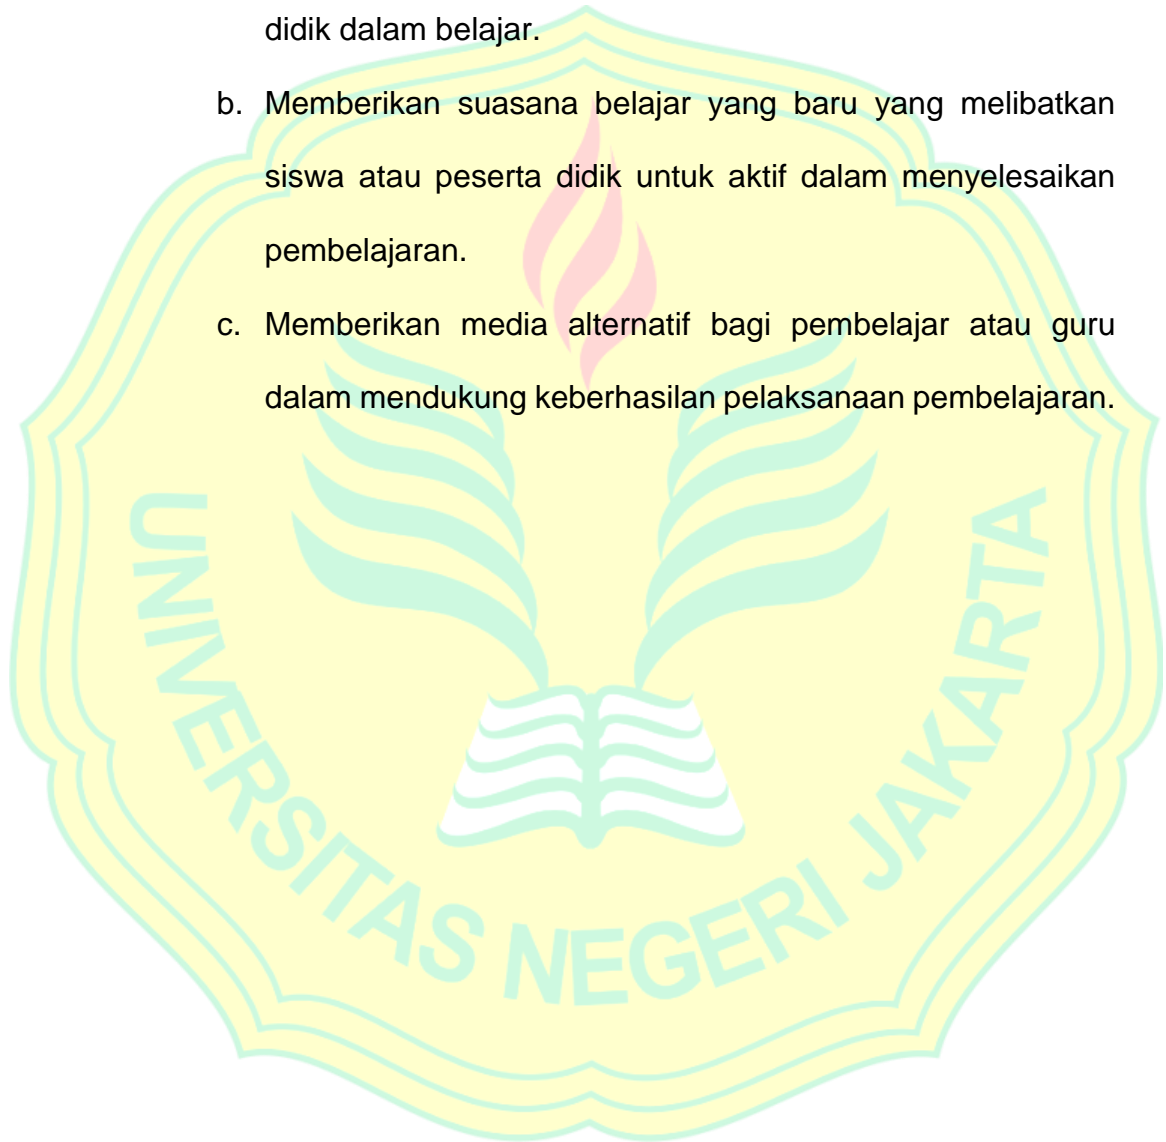 didik dalam belajar.
b. Memberikan suasana belajar yang baru yang melibatkan
siswa atau peserta didik untuk aktif dalam menyelesaikan
pembelajaran.
c. Memberikan media alternatif bagi pembelajar atau guru
dalam mendukung keberhasilan pelaksanaan pembelajaran.
UNIVERSITAS NEGERI JAKARTA